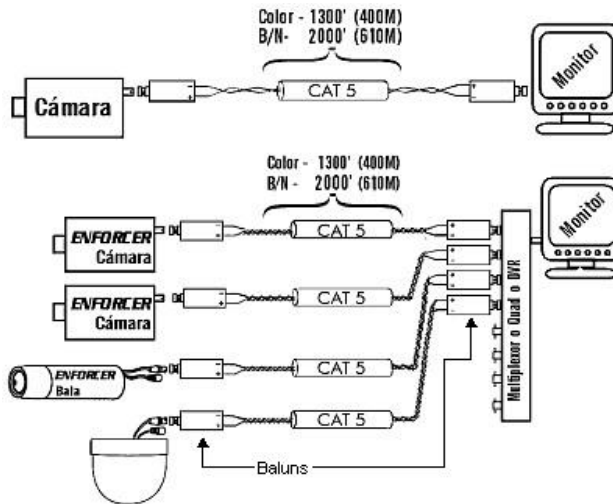 Color - 1300' (400M)
B/N- 2000' (610M)
Cámara
CAT 5
Monitor
Color - 1300' (400M)
B/N - 2000' (610M)
ENFORCER
Cámara
CAT 5
Monitor
ENFORCER
Cámara
CAT 5
Multiplexor o Quad o DVR
ENFORCER
Bala
CAT 5
CAT 5
Baluns